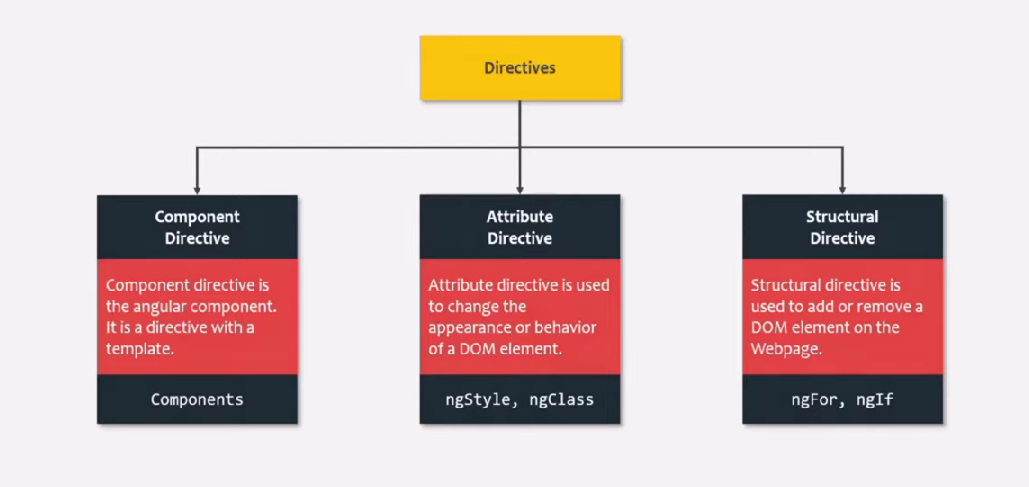 Directives
Component
Directive
Component directive is
the angular component.
It is a directive with a
template.
Components
Attribute
Directive
Attribute directive is used
to change the
appearance or behavior
of a DOM element.
ngStyle, ngClass
Structural
Directive
Structural directive is
used to add or remove a
DOM element on the
Webpage.
ngFor, ngIf